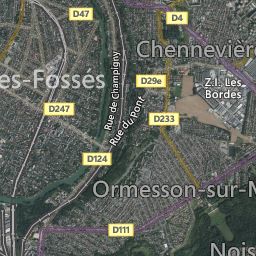 D47
D4
Chennevière
es-Fossés
D29e
Z.I. Les
Bordes
D247
Rue de Champigny
Rue du Pont
D233
D124
Ormesson-sur-M
D111
Nois